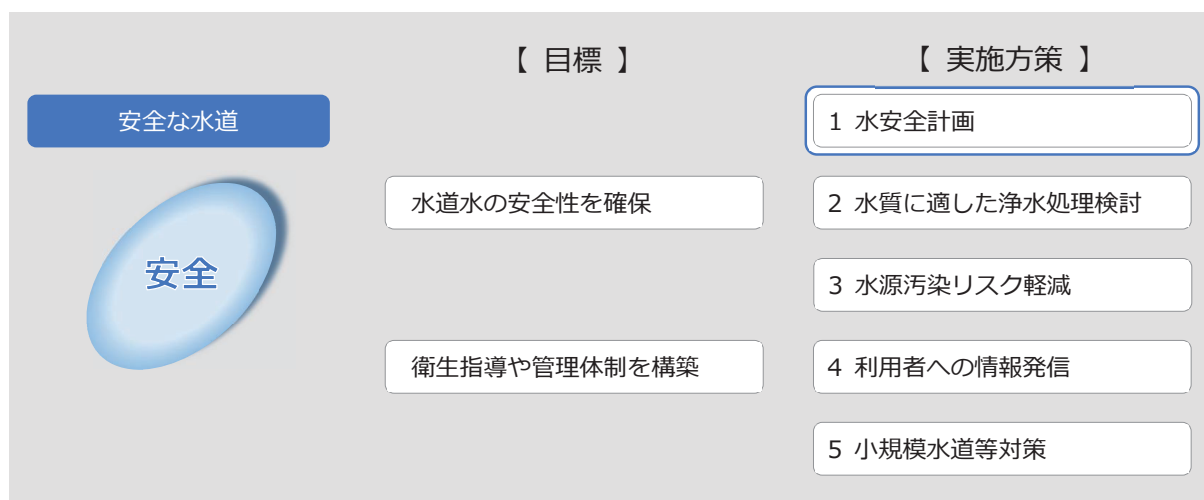 【 目標 】
【 実施方策 】
安全な水道
1 水安全計画
水道水の安全性を確保
2 水質に適した浄水処理検討
安全
3 水源汚染リスク軽減
衛生指導や管理体制を構築
4 利用者への情報発信
5 小規模水道等対策